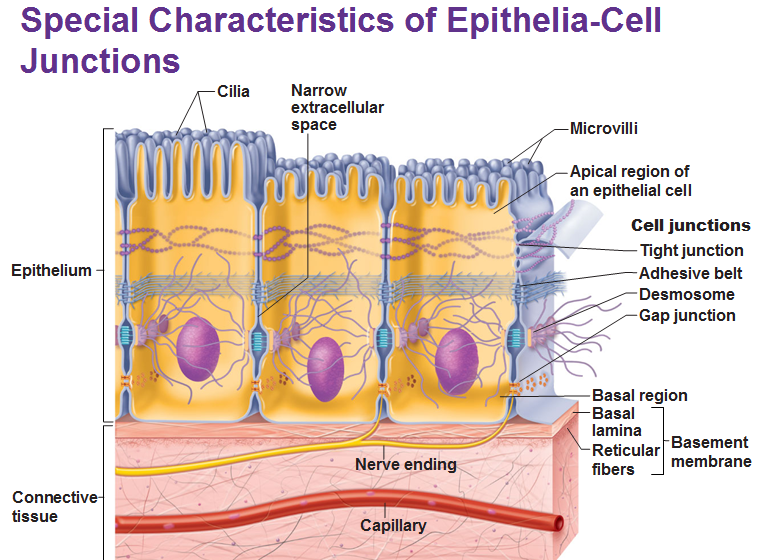 Special Characteristics of Epithelia-Cell
Junctions
Cilia
Narrow
extracellular
space
Microvilli
Apical region of
an epithelial cell
Cell junctions
Tight junction
Adhesive belt
Desmosome
Gap junction
Epithelium
Basal region
Basal
lamina
Reticular
fibers
Basement
membrane
Nerve ending
Connective
tissue
Capillary